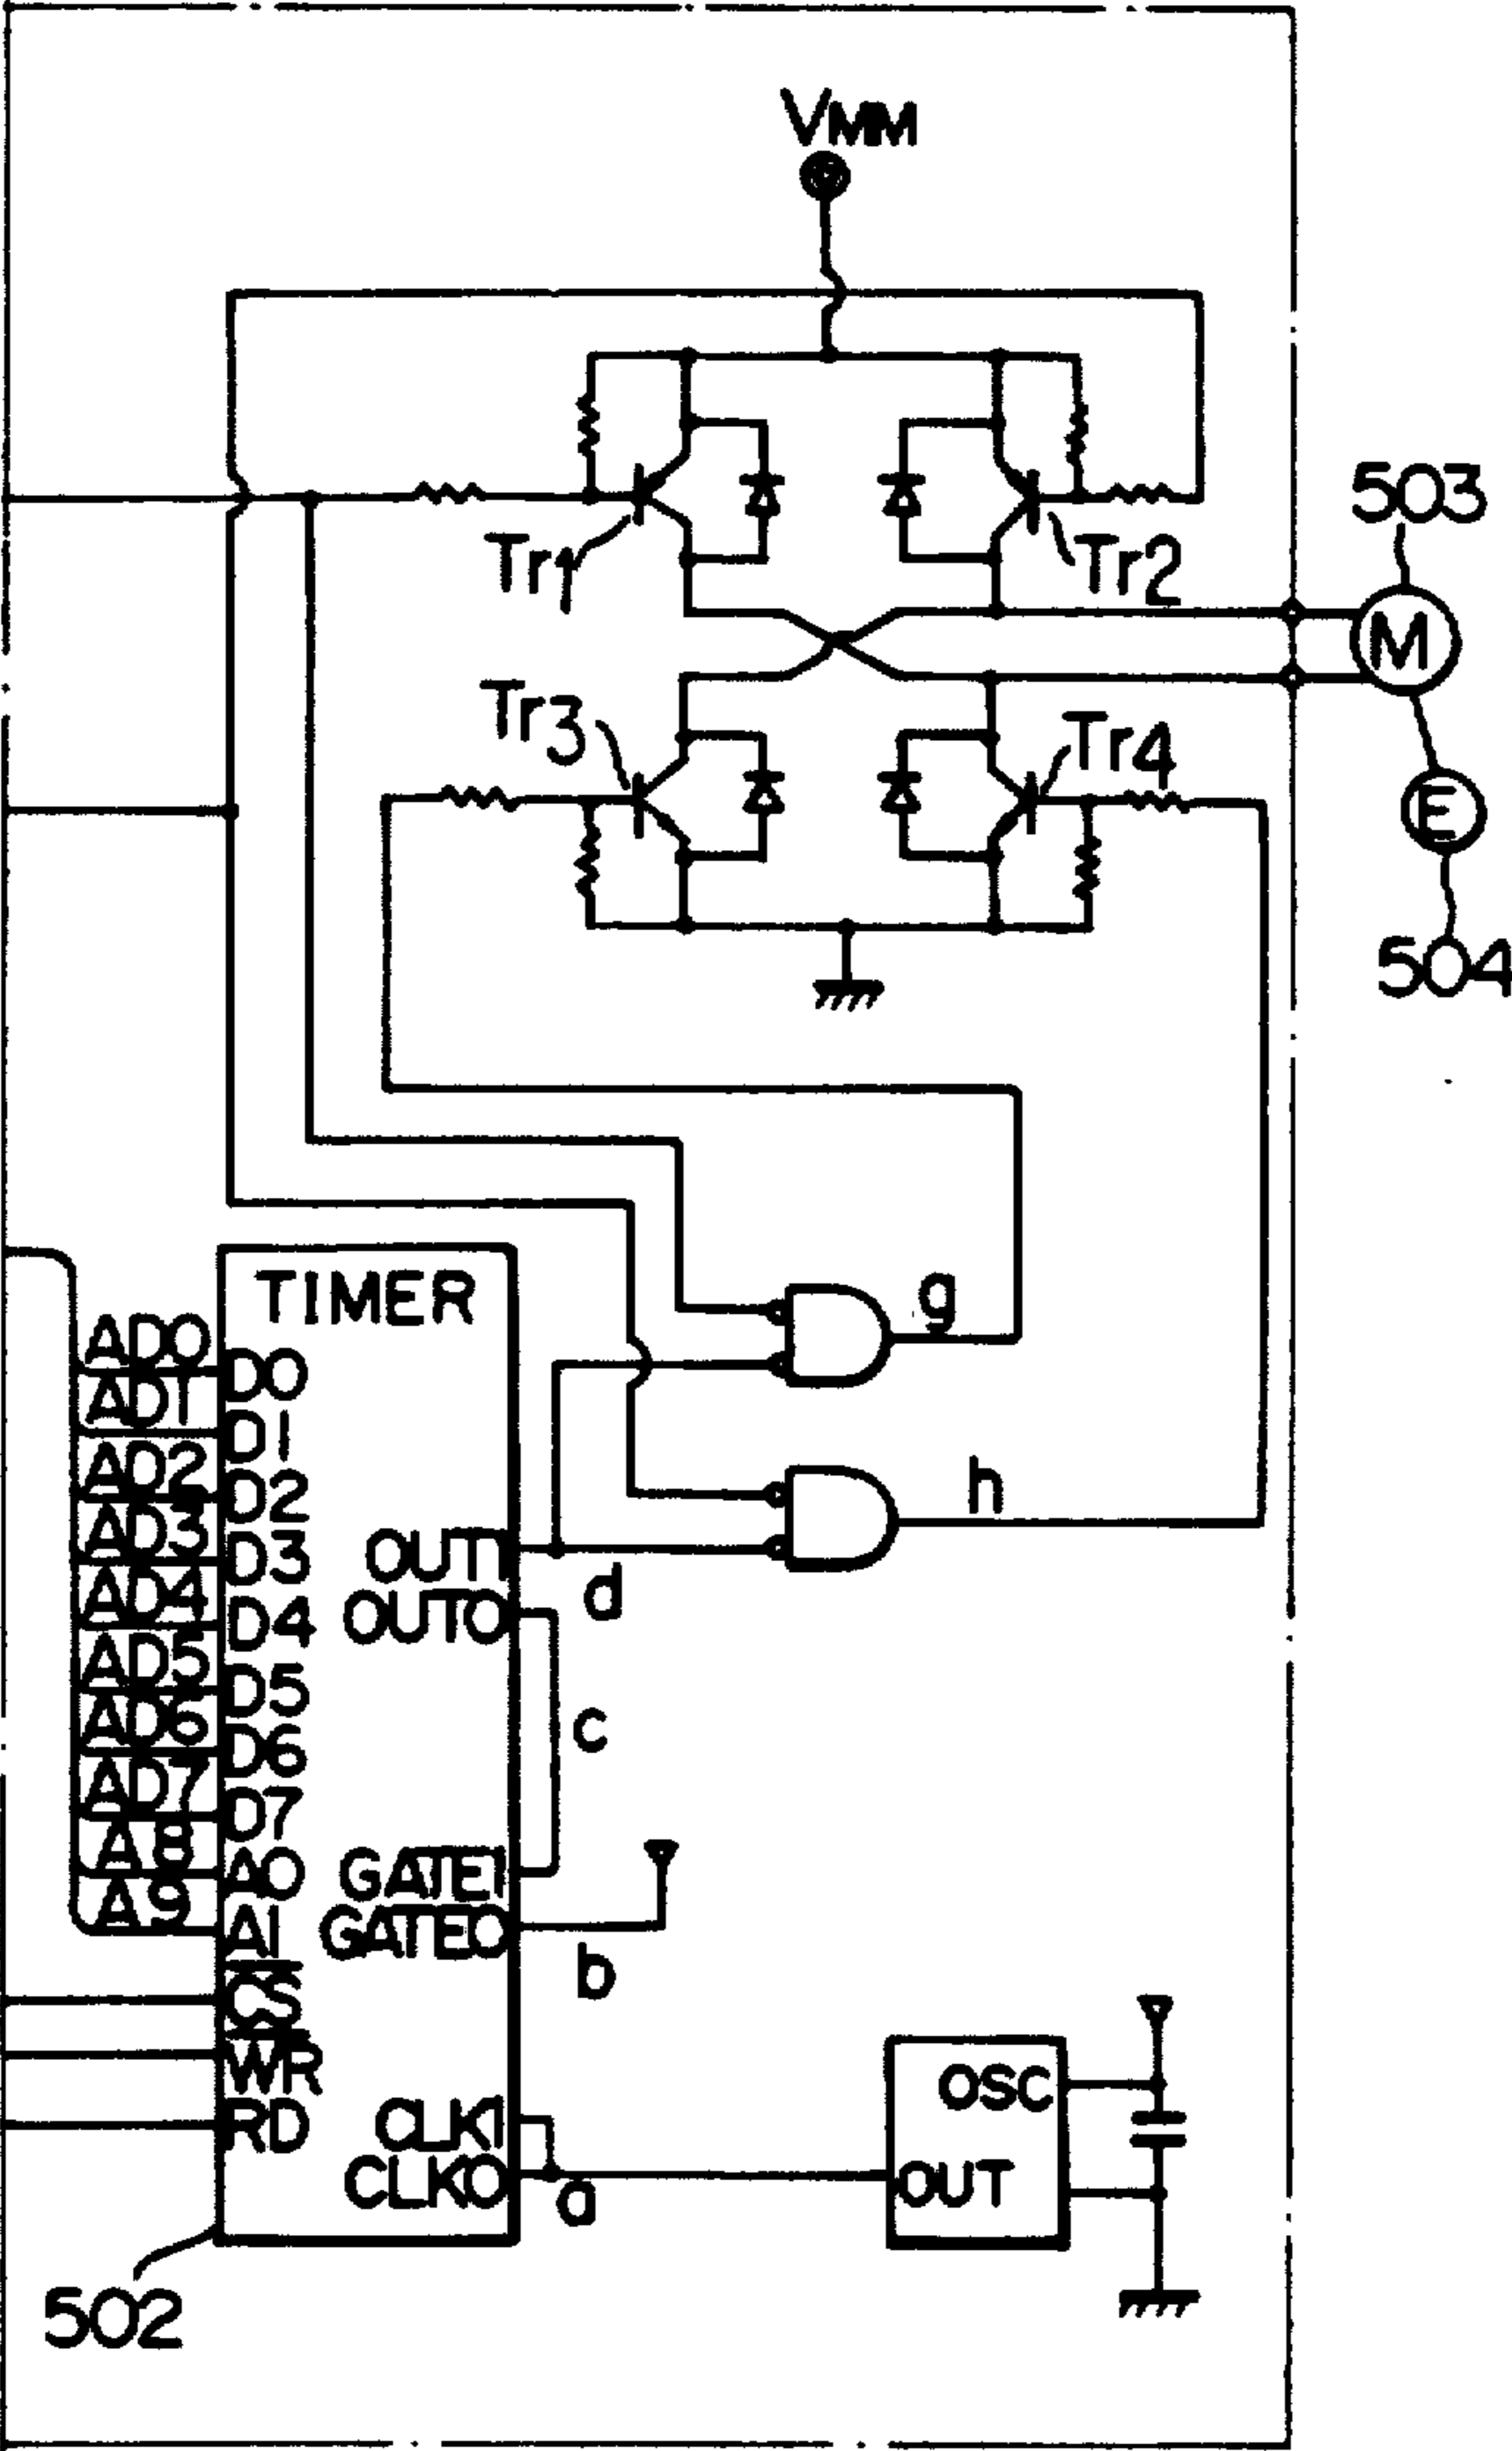 VMM
503
Tr1
Tr2
M
Tr3
Tr4
E
504
TIMER
g
AD0
D0
AD1
D1
AD2
D2
h
AD3
D3
OUT1
d
AD4
D4
OUT0
AD5
D5
c
AD6
D6
AD7
D7
A8
A0
GATE1
A9
A1
GATE0
b
CS
WR
OSC
RD
CLK1
CLK0
a
OUT
502